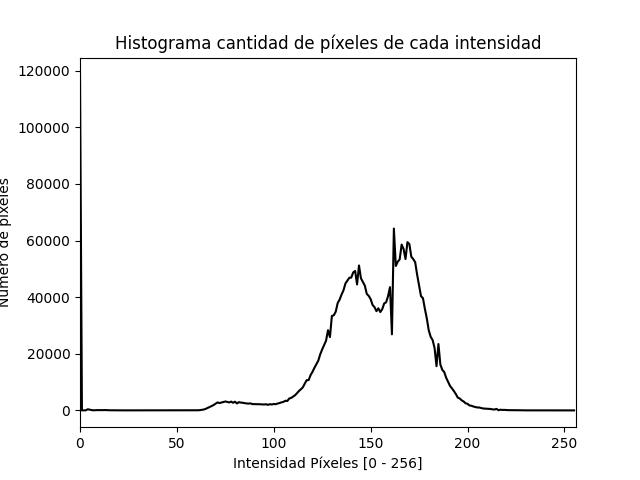 Histograma cantidad de píxeles de cada intensidad
Número de píxeles
120000
100000
80000
60000
40000
20000
0
0 50 100 150 200 250
Intensidad Píxeles [0 - 256]